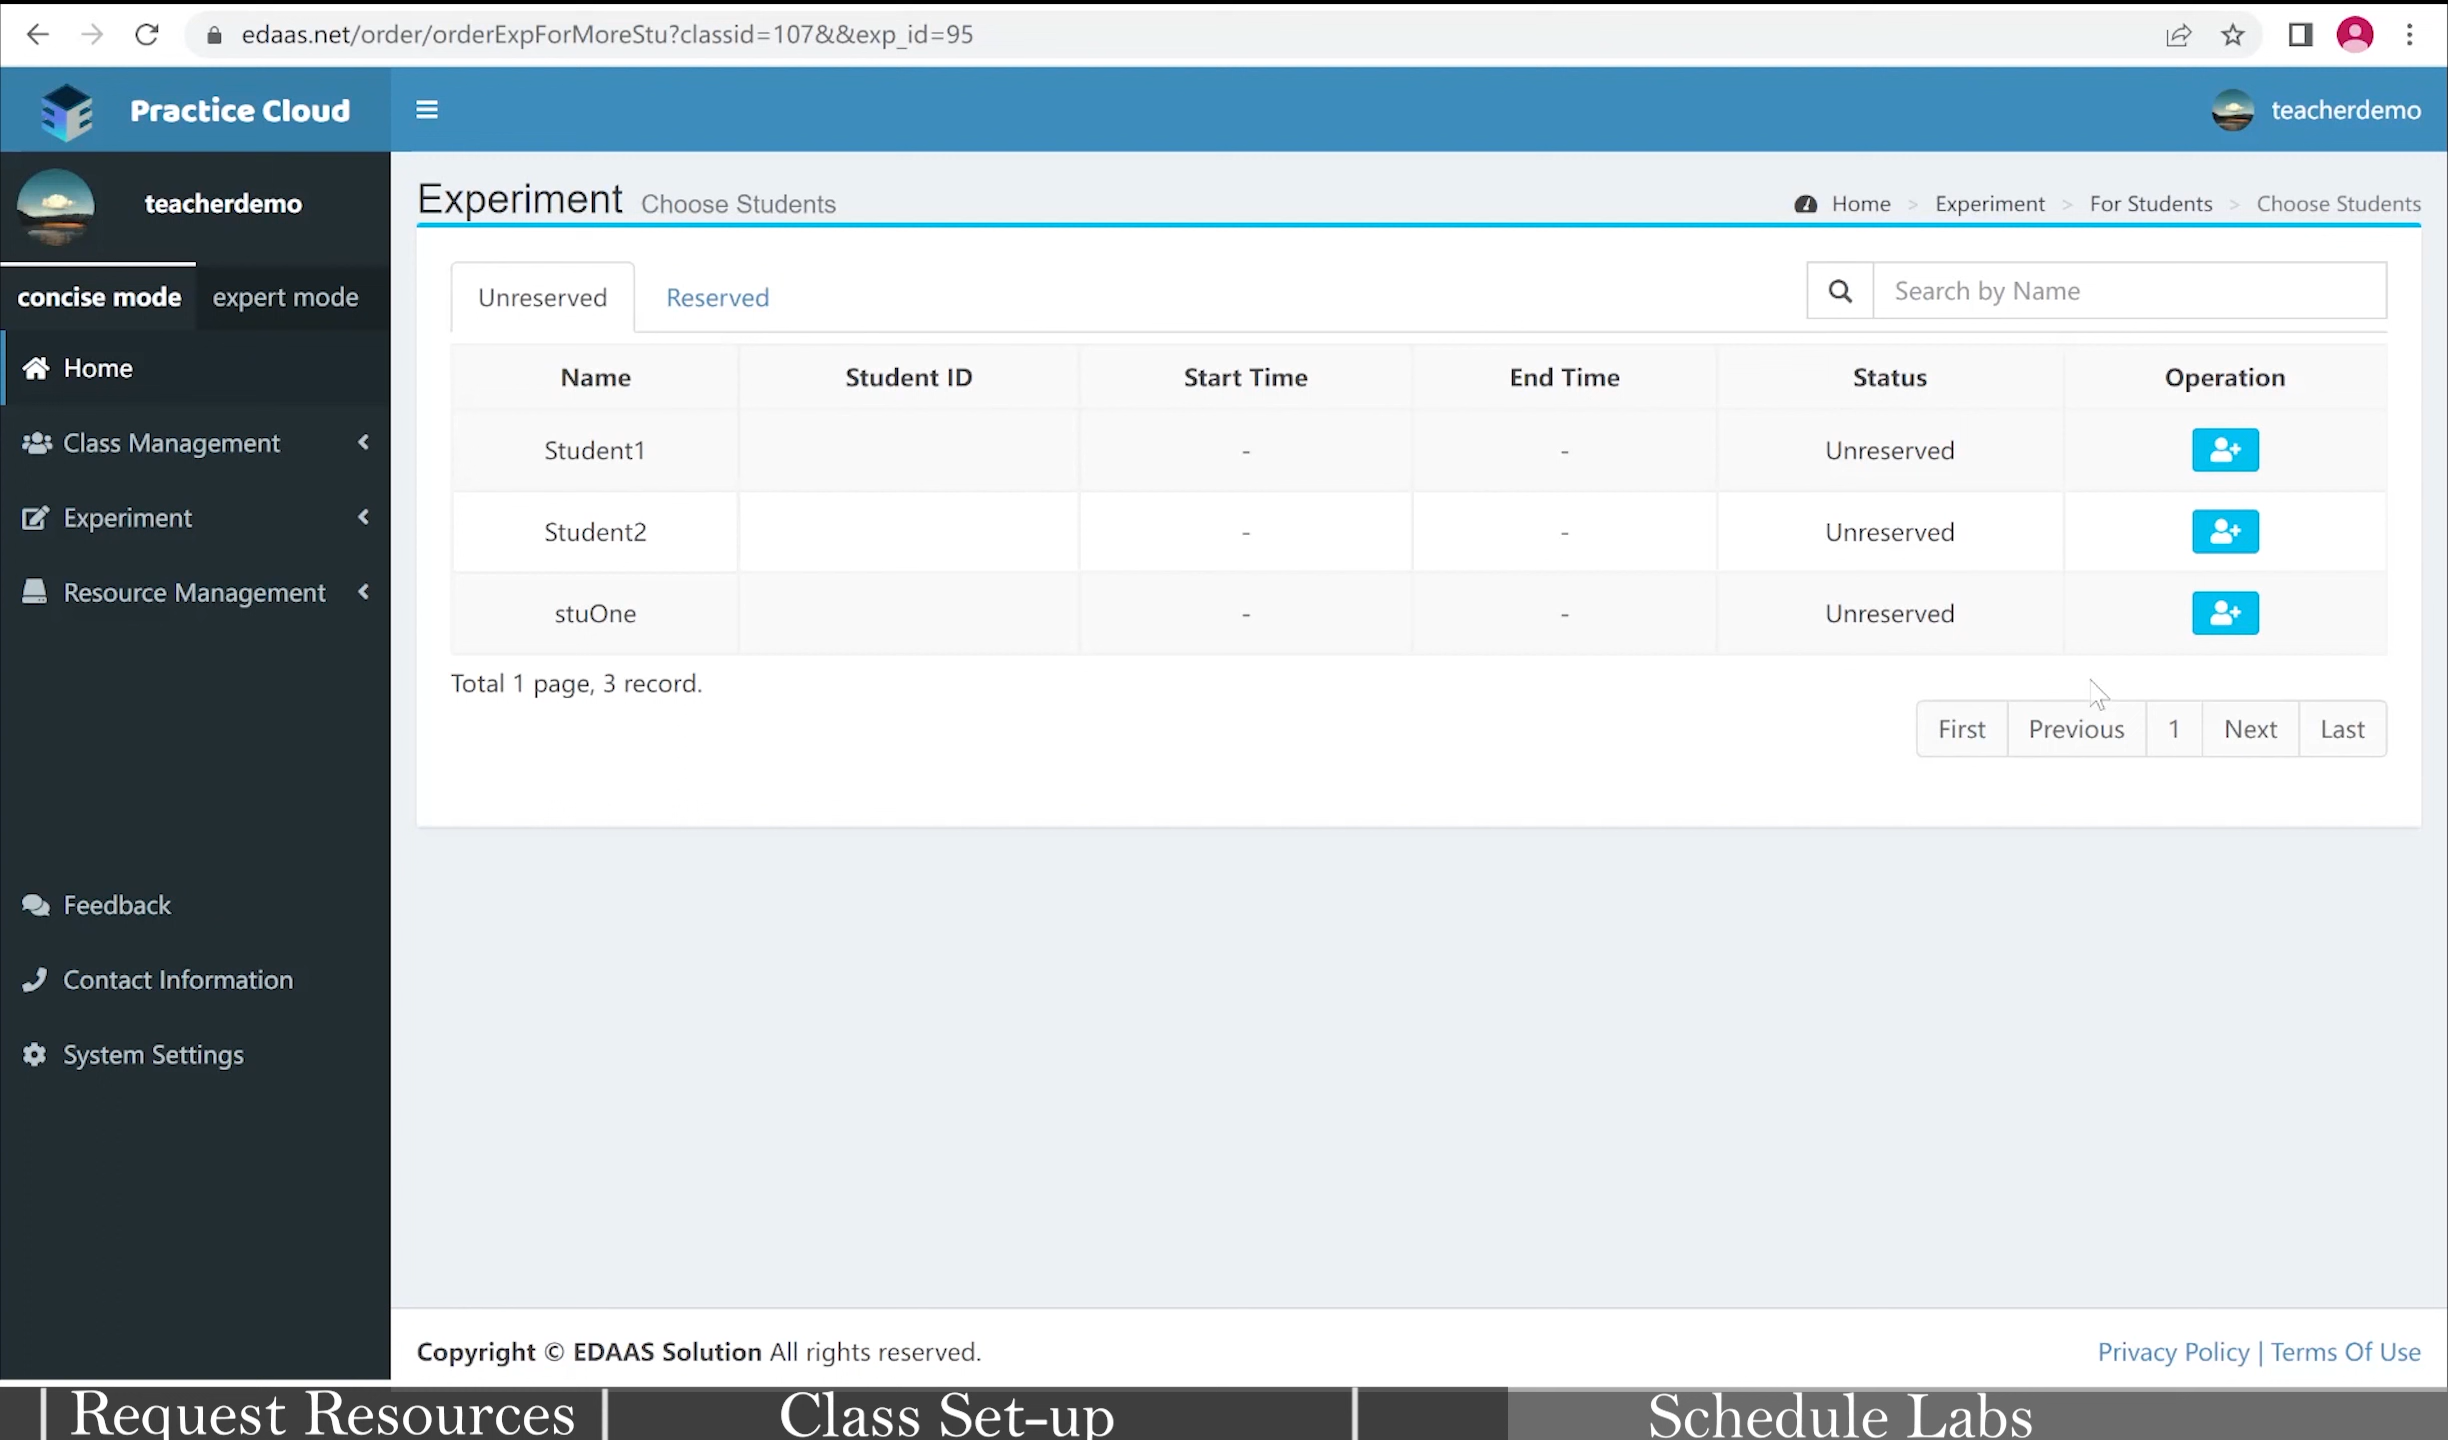 edaas.net/order/orderExpForMoreStu?classid=107&&exp_id=95
Practice Cloud
teacherdemo
teacherdemo
concise mode expert mode
Home
Class Management
Experiment
Resource Management
Feedback
Contact Information
System Settings
Experiment Choose Students
Home > Experiment > For Students > Choose Students
Unreserved Reserved
Search by Name
Name Student ID Start Time End Time Status Operation
Student1 - - Unreserved
Student2 - - Unreserved
stuOne - - Unreserved
Total 1 page, 3 record.
First Previous 1 Next Last
Copyright © EDAAS Solution All rights reserved.
Privacy Policy | Terms Of Use
| Request Resources | Class Set-up | Schedule Labs